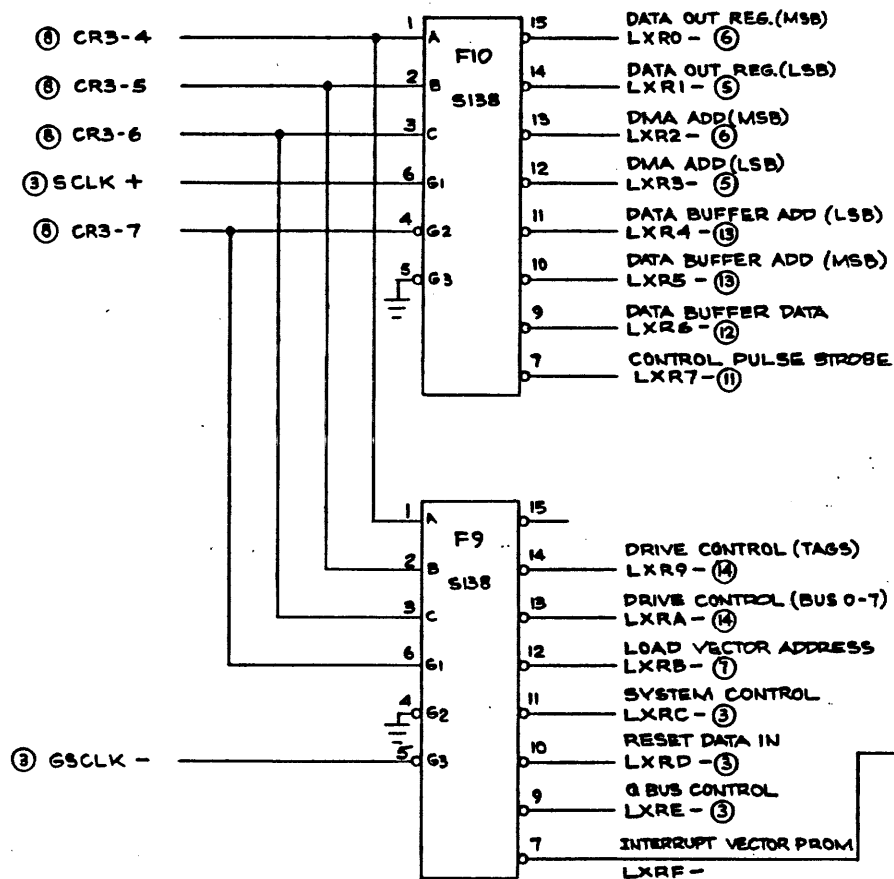 1 15 DATA OUT REG.(MSB)
⑧ CR3-4 A F10 LXR0 - ⑥
S138
2 14 DATA OUT REG.(LSB)
⑧ CR3-5 B LXR1 - ⑤
3 13 DMA ADD(MSB)
⑧ CR3-6 C LXR2 - ⑥
6 12 DMA ADD(LSB)
③ SCLK + G1 LXR3 - ⑤
4 11 DATA BUFFER ADD (LSB)
⑧ CR3-7 G2 LXR4 - ⑬
5 10 DATA BUFFER ADD (MSB)
G3 LXR5 - ⑬
9 DATA BUFFER DATA
LXR6 - ⑫
7 CONTROL PULSE STROBE
LXR7 - ⑪
1 15
A F9
S138
2 14 DRIVE CONTROL (TAGS)
B LXR9 - ⑭
3 13 DRIVE CONTROL (BUS 0-7)
C LXRA - ⑭
6 12 LOAD VECTOR ADDRESS
G1 LXRB - ⑦
4 11 SYSTEM CONTROL
G2 LXRC - ③
5 10 RESET DATA IN
③ GSCLK - G3 LXRD - ③
9 Q BUS CONTROL
LXRE - ③
7 INTERRUPT VECTOR PROM
LXRF -